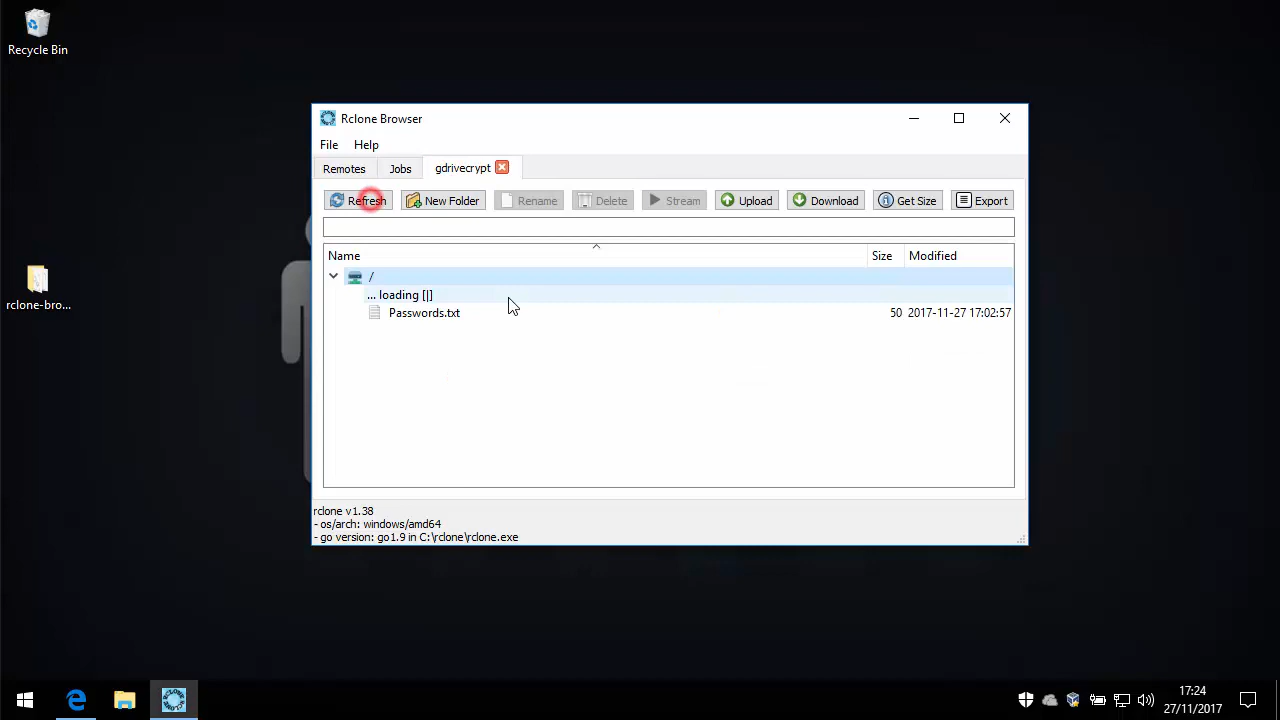 Recycle Bin
rclone-bro...
Rclone Browser
File Help
Remotes Jobs gdrivecrypt
Refresh New Folder Rename Delete Stream Upload Download Get Size Export
Name Size Modified
/
... loading [|]
Passwords.txt 50 2017-11-27 17:02:57
rclone v1.38
- os/arch: windows/amd64
- go version: go1.9 in C:\rclone\rclone.exe
17:24
27/11/2017